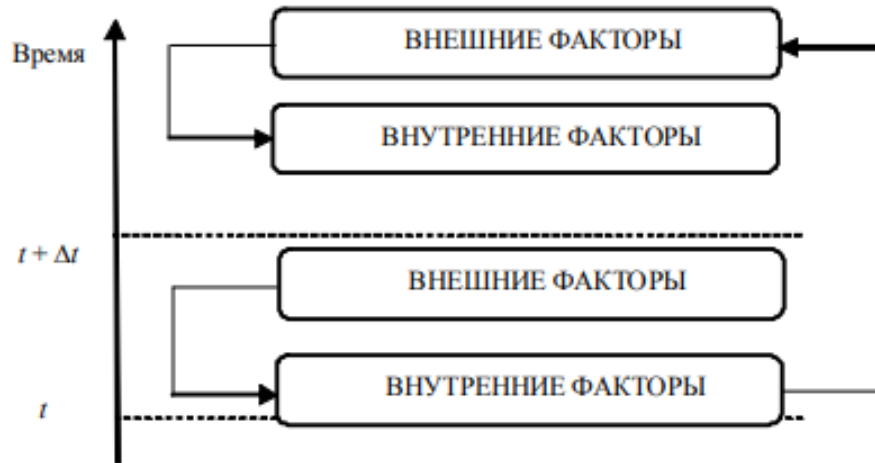 ВНЕШНИЕ ФАКТОРЫ
Время
ВНУТРЕННИЕ ФАКТОРЫ
t + Δt
ВНЕШНИЕ ФАКТОРЫ
ВНУТРЕННИЕ ФАКТОРЫ
t